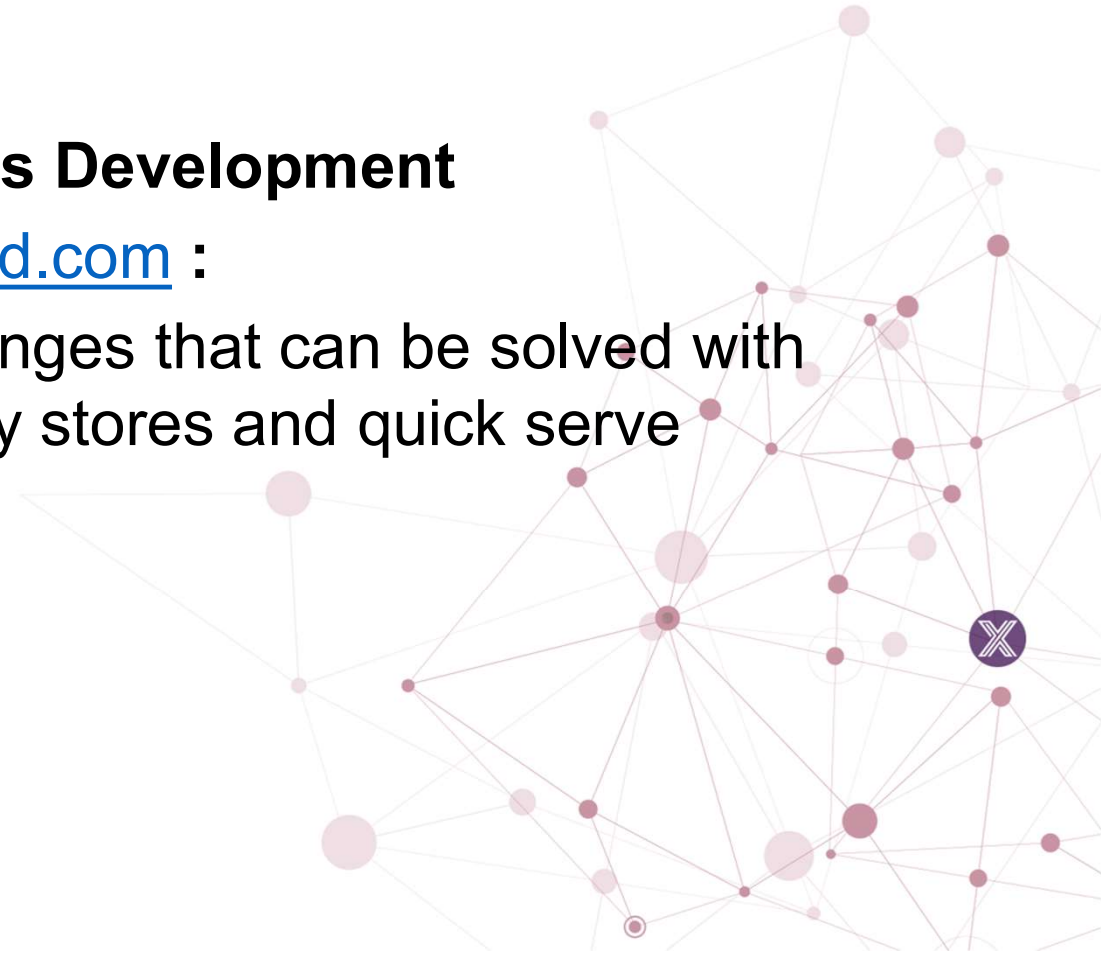 s Development
d.com :
nges that can be solved with
y stores and quick serve
X